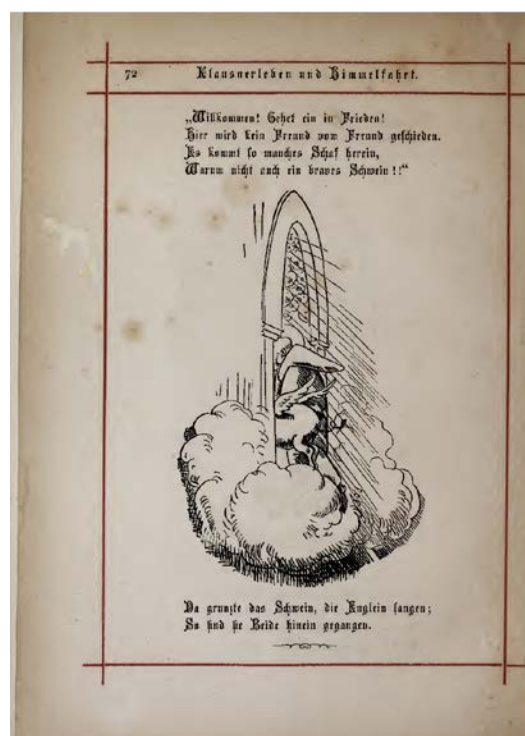 72
Klausnerleben und Himmelfahrt.
„Willkommen! Gehet ein in Frieden!
Hier wird kein Freund vom Freund geschieden.
Es kommt so manches Schaf herein,
Warum nicht auch ein braves Schwein!!“
Da grunzte das Schwein, die Englein sangen;
So sind sie Beide hinein gegangen.